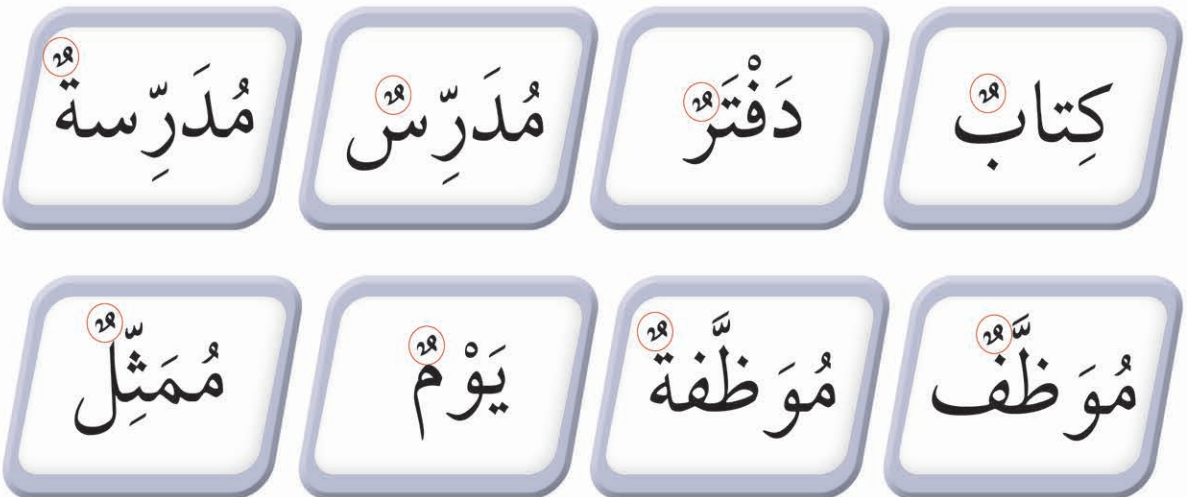 كِتابٌ دَفْتَرٌ مُدَرِّسٌ مُدَرِّسةٌ
مُوَظَّفٌ مُوَظَّفةٌ يَوْمٌ مُمَثِّلٌ